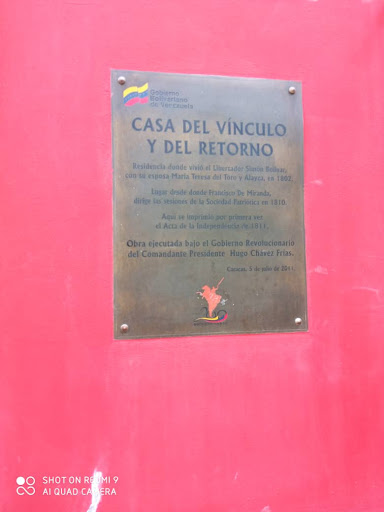 Gobierno
Bolivariano
de Venezuela
CASA DEL VÍNCULO
Y DEL RETORNO
Residencia donde vivió el Libertador Simón Bolívar,
con su esposa María Teresa del Toro y Alayza, en 1802.
Lugar desde donde Francisco De Miranda,
dirige las sesiones de la Sociedad Patriótica en 1810.
Aquí se imprimió por primera vez
el Acta de la Independencia en 1811.
Obra ejecutada bajo el Gobierno Revolucionario
del Comandante Presidente Hugo Chávez Frías.
Caracas, 5 de julio de 2011.
SHOT ON REDMI 9
AI QUAD CAMERA